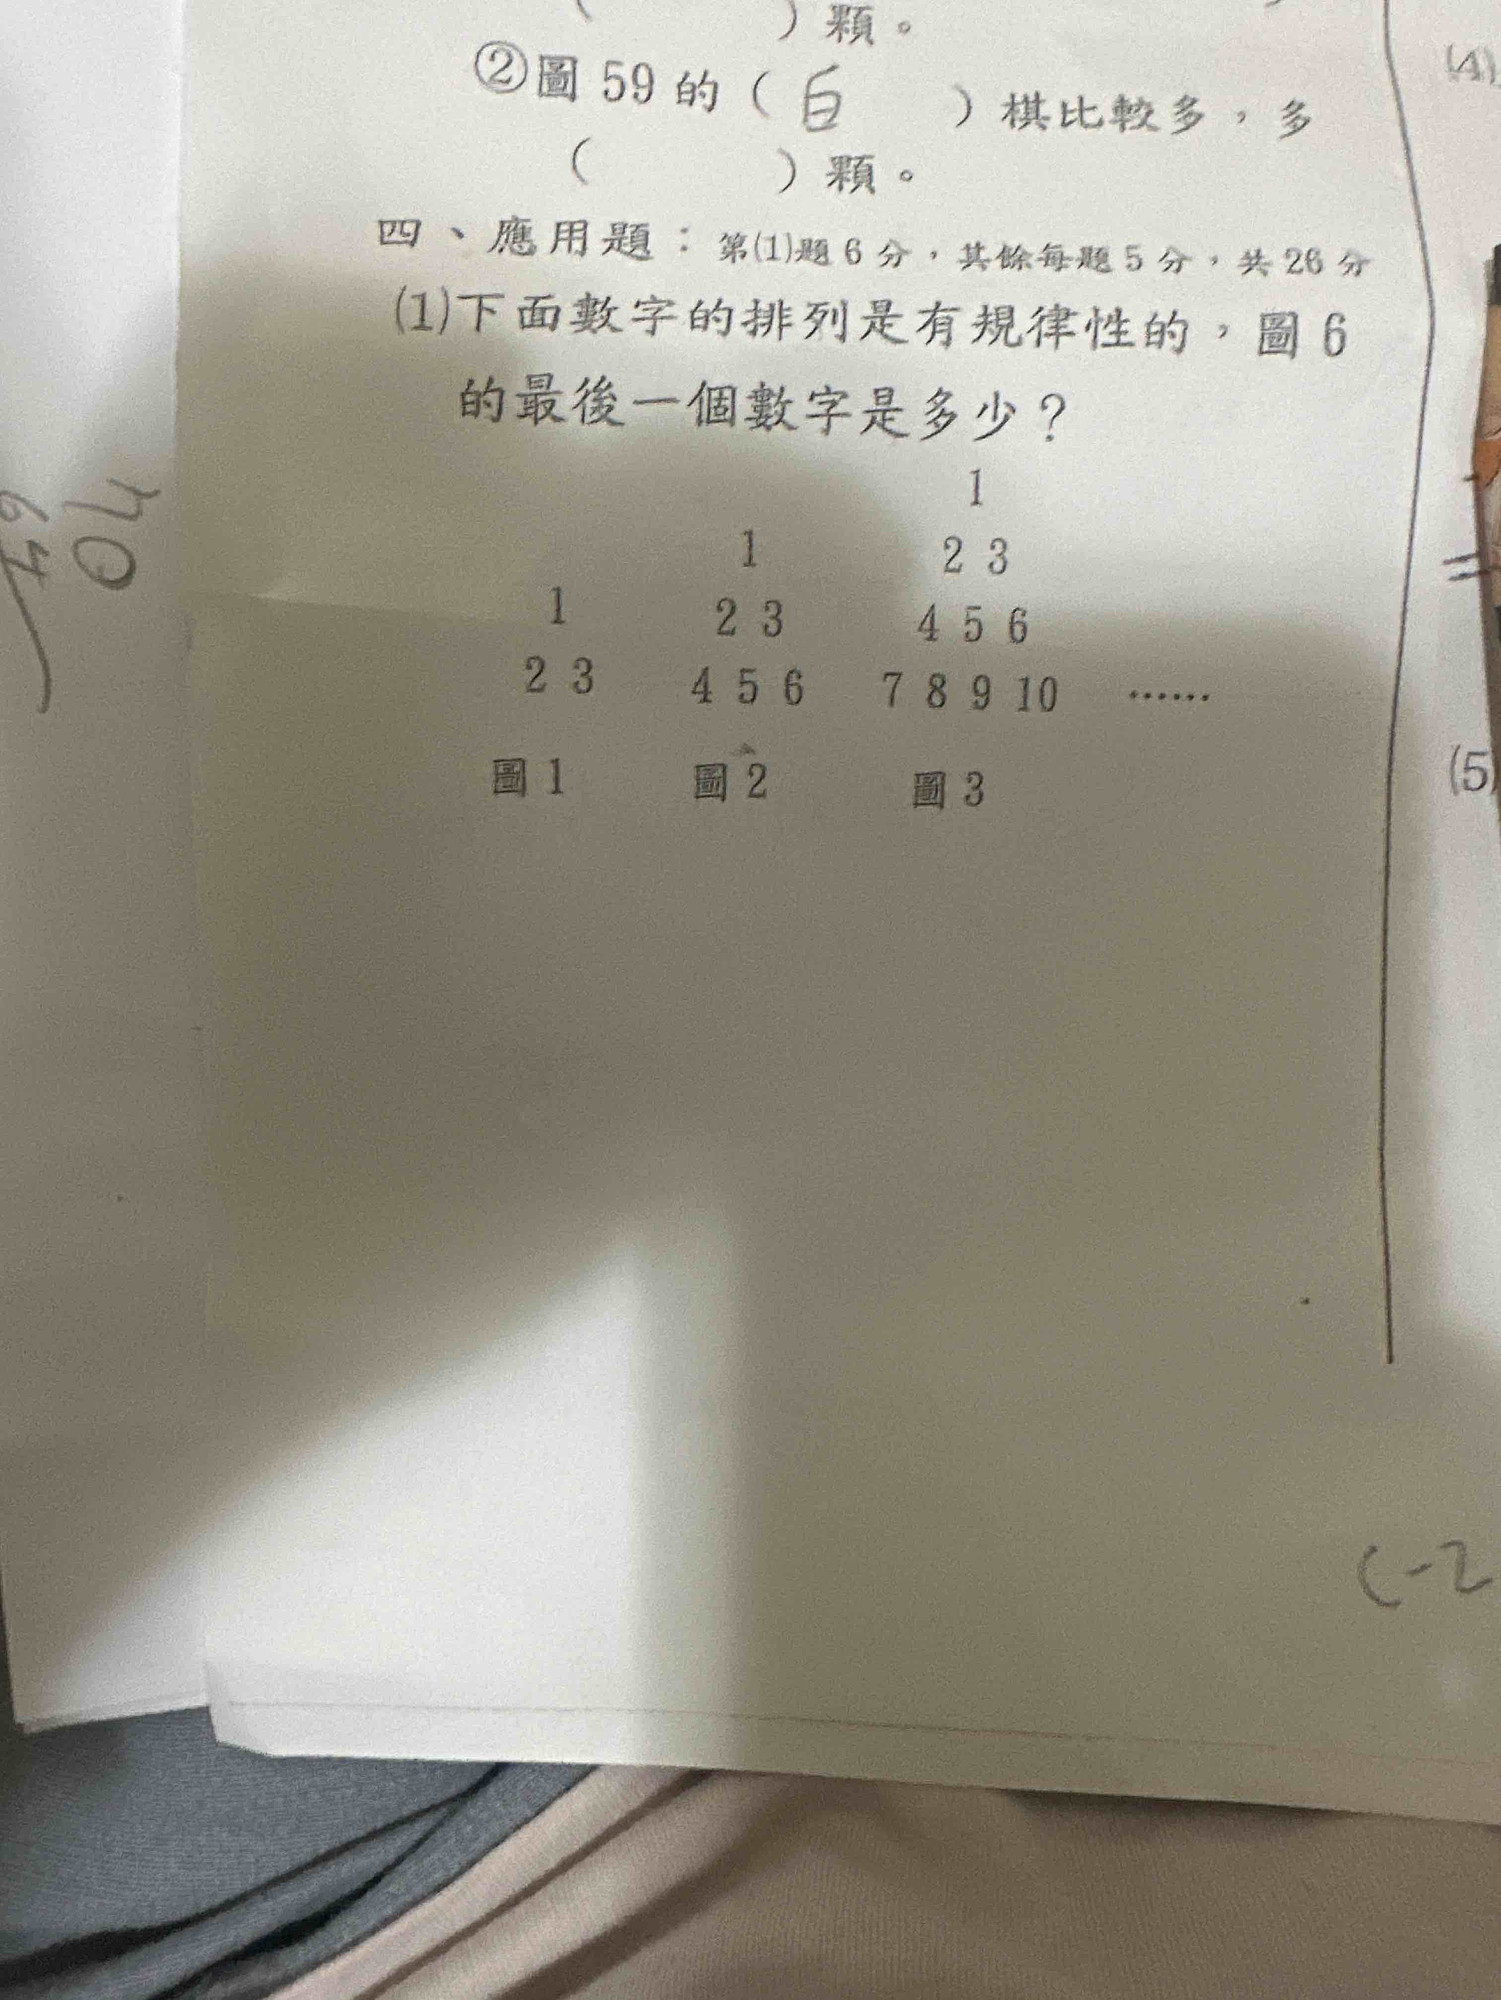 ）顆。
②圖 59 的（白）棋比較多，多
（　）顆。
四、應用題：第(1)題 6 分，其餘每題 5 分，共 26 分
(1)下面數字的排列是有規律性的，圖 6
的最後一個數字是多少？
1
1 2 3
1 2 3 4 5 6
2 3 4 5 6 7 8 9 10 ……
圖 1 圖 2 圖 3
(4)
(5)
40
(-2